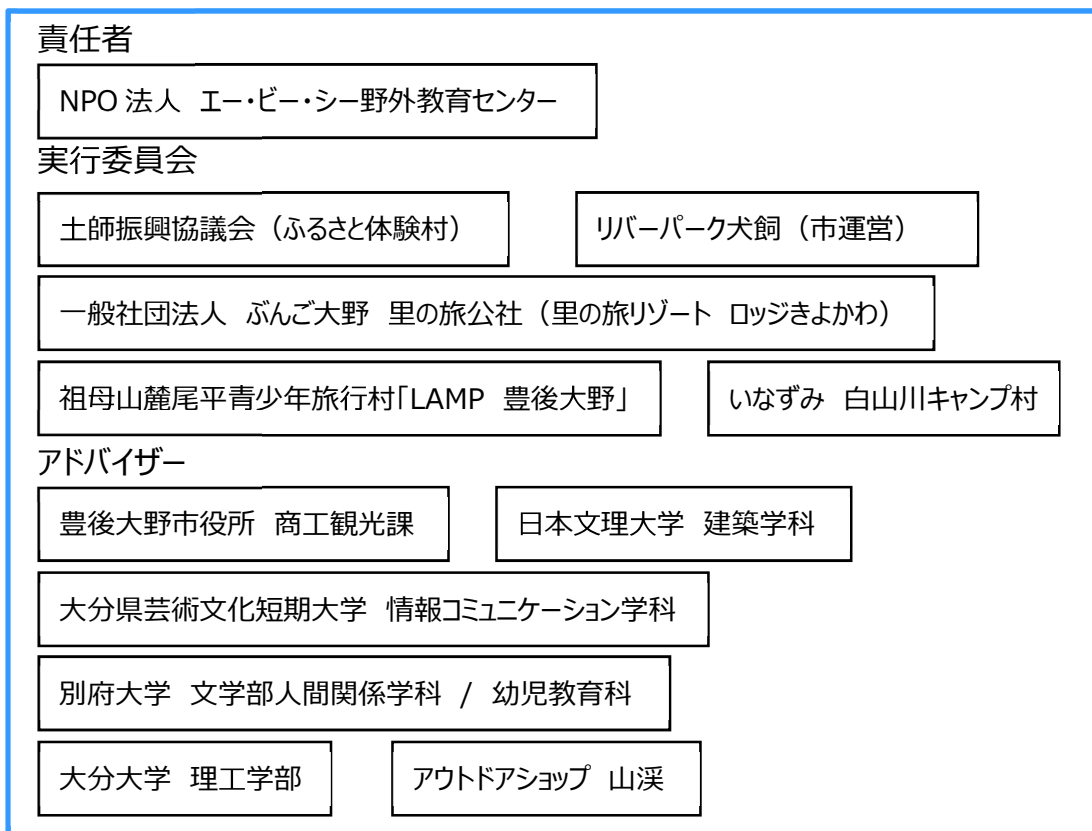 責任者
NPO 法人 エー・ビー・シー野外教育センター
実行委員会
土師振興協議会（ふるさと体験村）
リバーパーク犬飼（市運営）
一般社団法人 ぶんご大野 里の旅公社（里の旅リゾート ロッジきよかわ）
祖母山麓尾平青少年旅行村「LAMP 豊後大野」
いなずみ 白山川キャンプ村
アドバイザー
豊後大野市役所 商工観光課
日本文理大学 建築学科
大分県芸術文化短期大学 情報コミュニケーション学科
別府大学 文学部人間関係学科 / 幼児教育科
大分大学 理工学部
アウトドアショップ 山渓